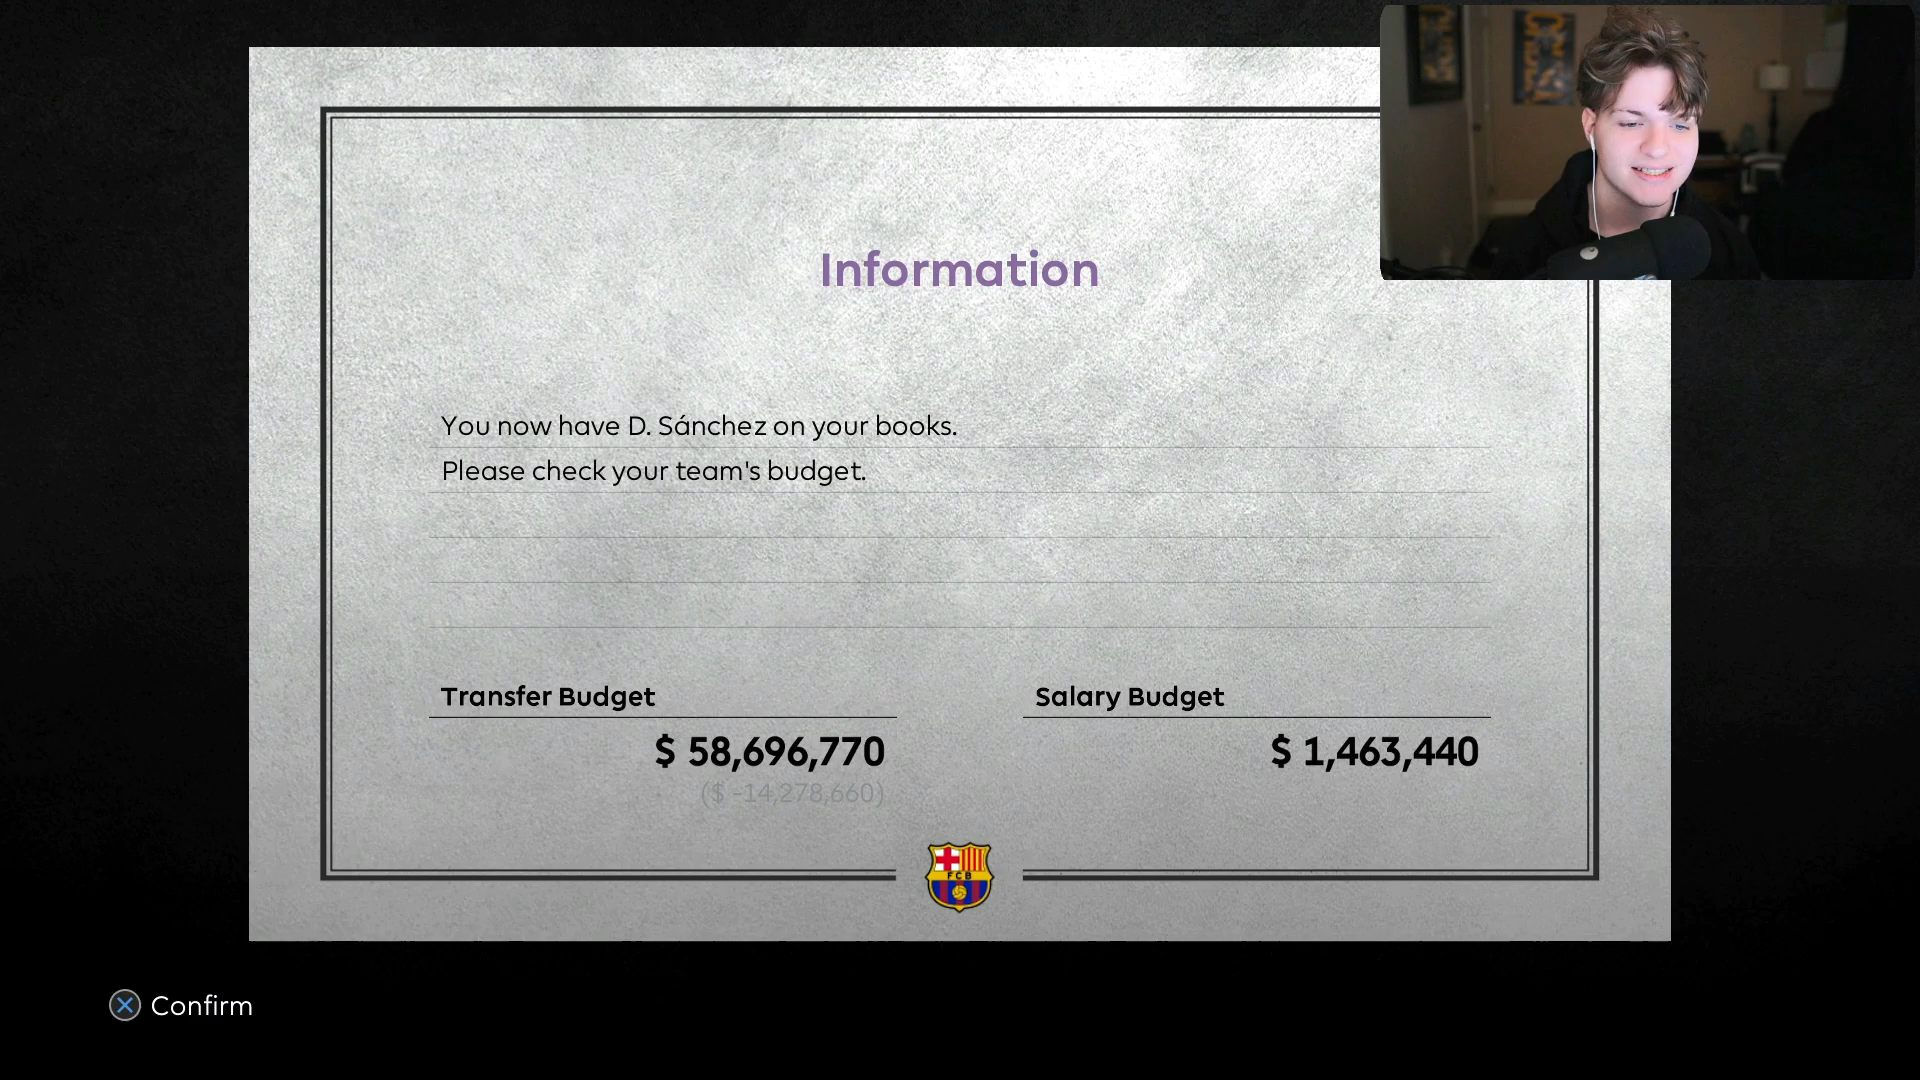 Information
You now have D. Sánchez on your books.
Please check your team's budget.
Transfer Budget
$ 58,696,770
($ -14,278,660)
Salary Budget
$ 1,463,440
FCB
Confirm